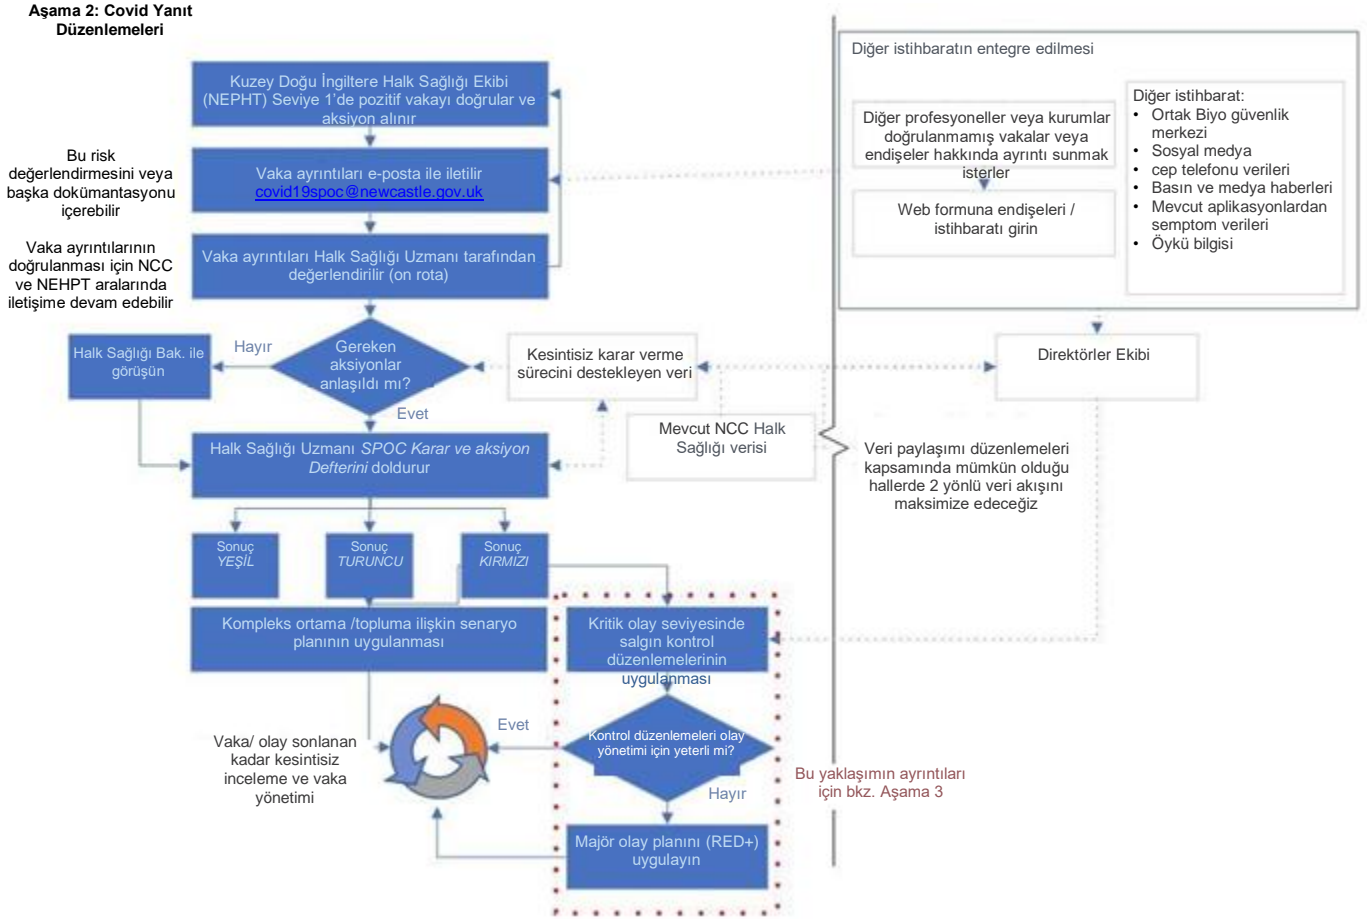 Aşama 2: Covid Yanıt
Düzenlemeleri
Kuzey Doğu İngiltere Halk Sağlığı Ekibi
(NEPHT) Seviye 1’de pozitif vakayı doğrular ve
aksiyon alınır
Bu risk
değerlendirmesini veya
başka dokümantasyonu
içerebilir
Vaka ayrıntıları e-posta ile iletilir
covid19spoc@newcastle.gov.uk
Vaka ayrıntılarının
doğrulanması için NCC
ve NEHPT aralarında
iletişime devam edebilir
Vaka ayrıntıları Halk Sağlığı Uzmanı tarafından
değerlendirilir (on rota)
Diğer istihbaratın entegre edilmesi
Diğer profesyoneller veya kurumlar
doğrulanmamış vakalar veya
endişeler hakkında ayrıntı sunmak
isterler
Web formuna endişeleri /
istihbaratı girin
Diğer istihbarat:
• Ortak Biyo güvenlik
merkezi
• Sosyal medya
• cep telefonu verileri
• Basın ve medya haberleri
• Mevcut aplikasyonlardan
semptom verileri
• Öykü bilgisi
Halk Sağlığı Bak. ile
görüşün
Hayır
Gereken
aksiyonlar
anlaşıldı mı?
Evet
Kesintisiz karar verme
sürecini destekleyen veri
Direktörler Ekibi
Mevcut NCC Halk
Sağlığı verisi
Veri paylaşımı düzenlemeleri
kapsamında mümkün olduğu
hallerde 2 yönlü veri akışını
maksimize edeceğiz
Halk Sağlığı Uzmanı SPOC Karar ve aksiyon
Defterini doldurur
Sonuç
YEŞİL
Sonuç
TURUNCU
Sonuç
KIRMIZI
Kompleks ortama /topluma ilişkin senaryo
planının uygulanması
Kritik olay seviyesinde
salgın kontrol
düzenlemelerinin
uygulanması
Vaka/ olay sonlanan
kadar kesintisiz
inceleme ve vaka
yönetimi
Evet
Kontrol düzenlemeleri olay
yönetimi için yeterli mi?
Hayır
Bu yaklaşımın ayrıntıları
için bkz. Aşama 3
Majör olay planını (RED+)
uygulayın